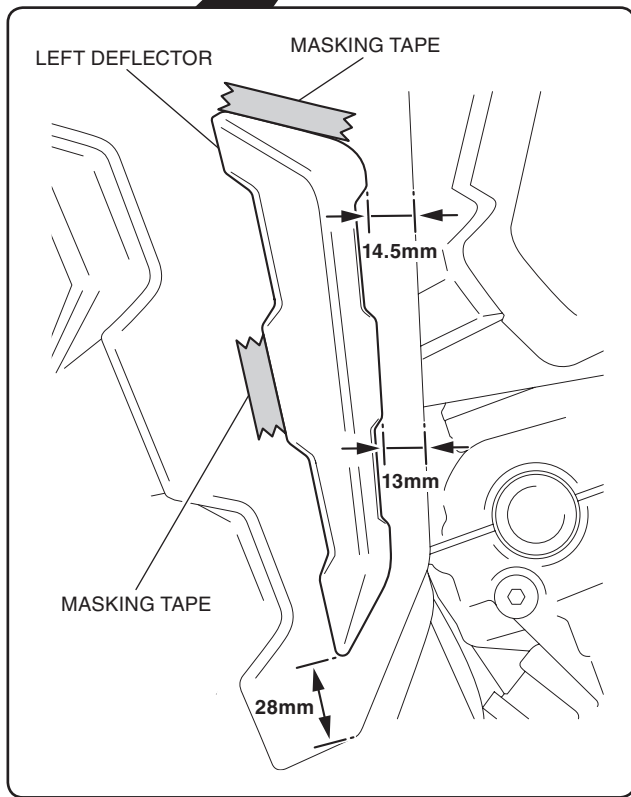 MASKING TAPE
LEFT DEFLECTOR
14.5mm
13mm
MASKING TAPE
28mm